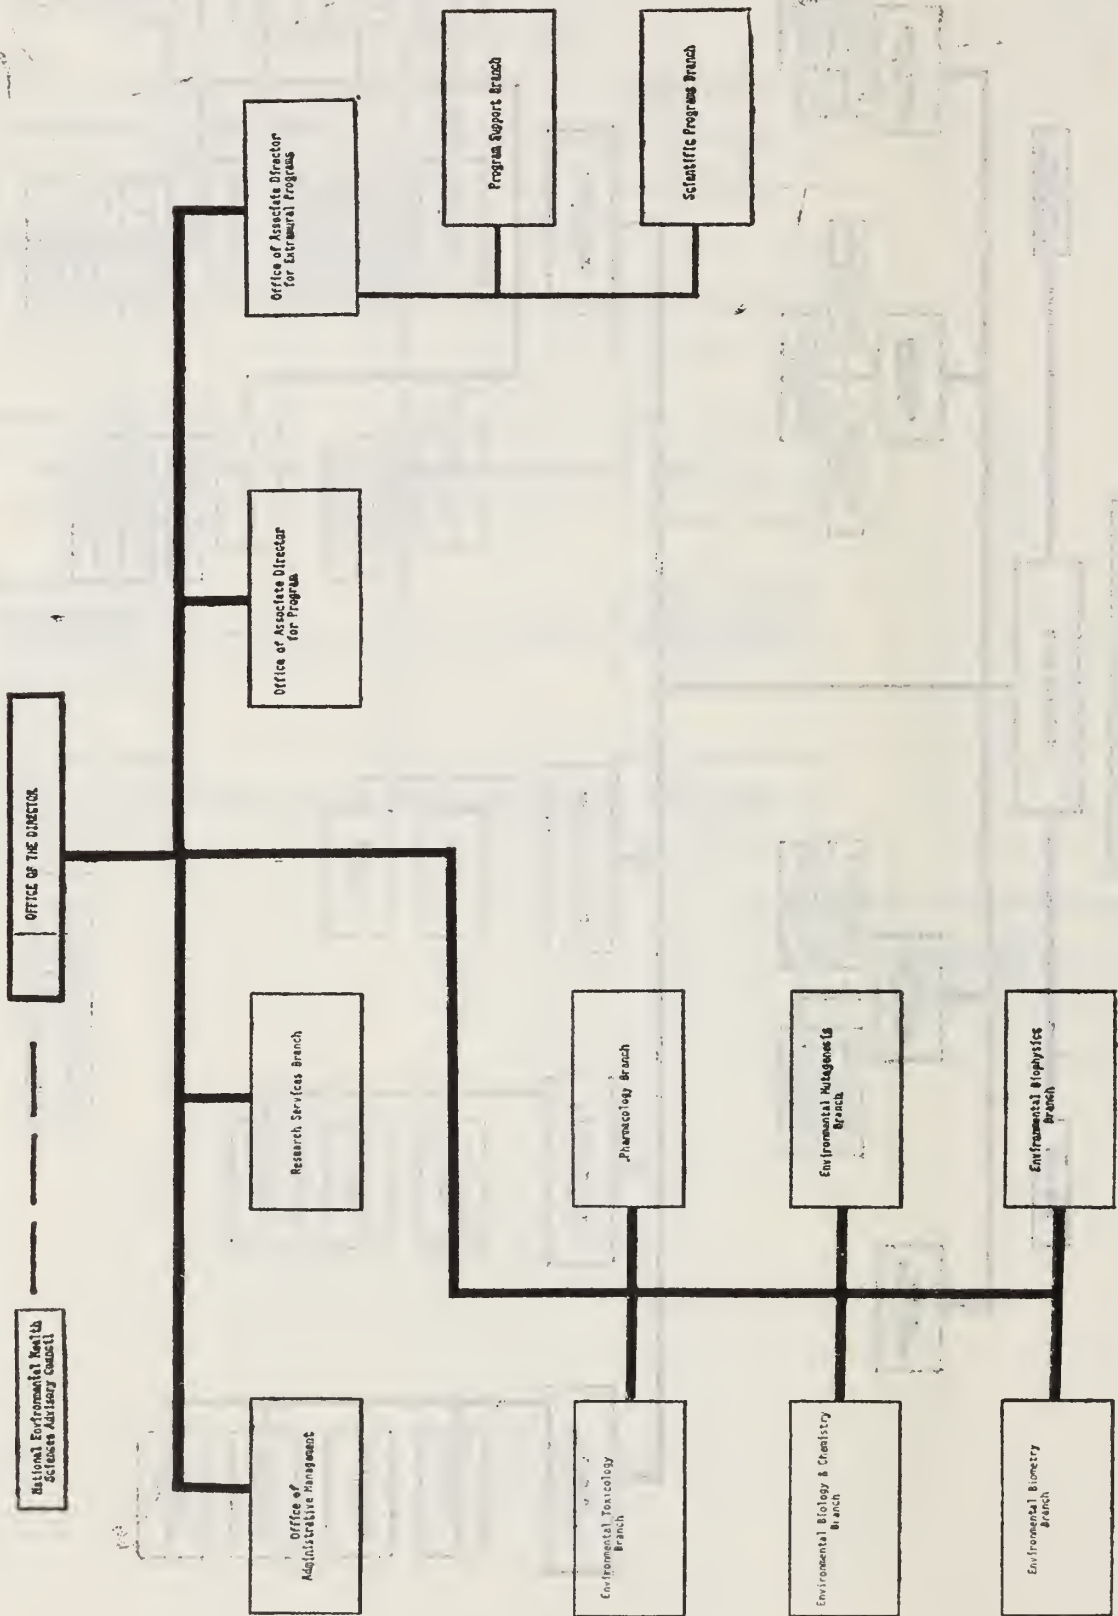 National Environmental Health
Sciences Advisory Council
OFFICE OF THE DIRECTOR
Office of
Administrative Management
Research Services Branch
Office of Associate Director
for Program
Office of Associate Director
for Extramural Programs
Program Support Branch
Scientific Programs Branch
Environmental Toxicology
Branch
Pharmacology Branch
Environmental Biology & Chemistry
Branch
Environmental Mutagenesis
Branch
Environmental Biometry
Branch
Environmental Biophysics
Branch